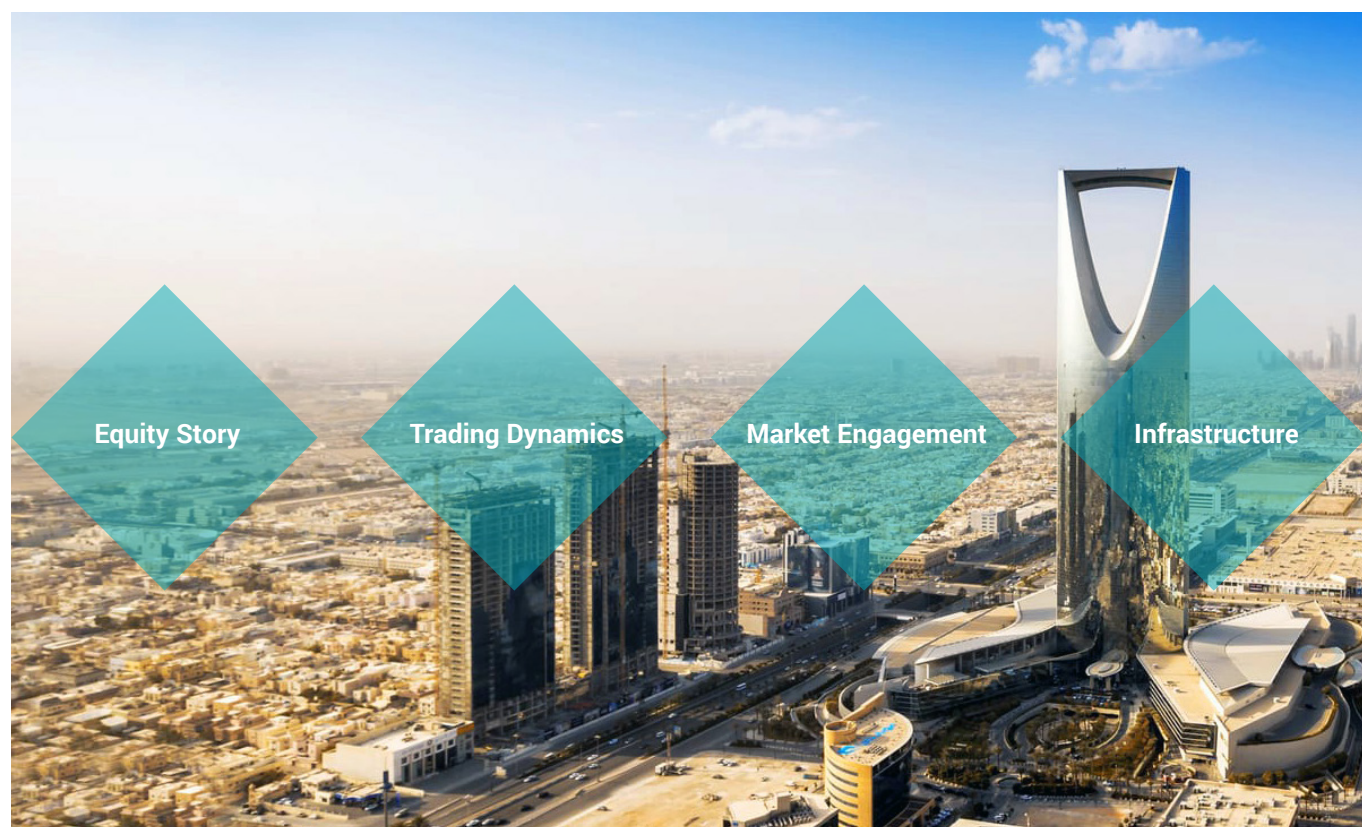 Equity Story
Trading Dynamics
Market Engagement
Infrastructure